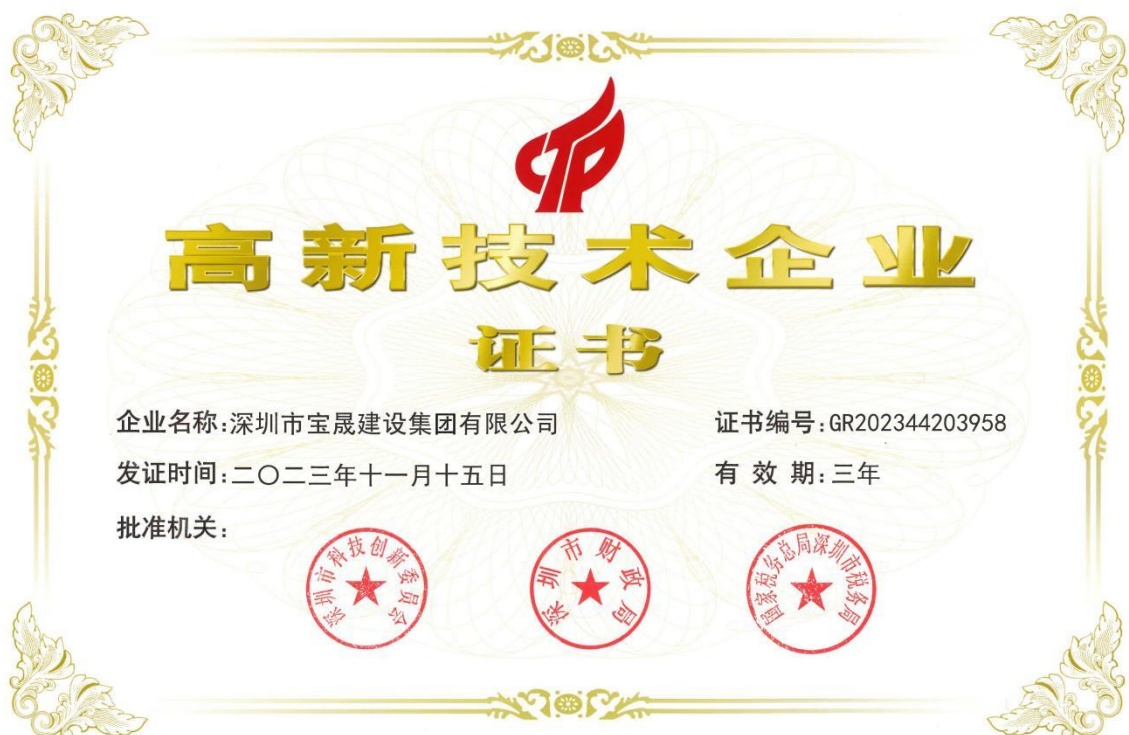 CTP
高新技术企业
证书
企业名称:深圳市宝晟建设集团有限公司
证书编号:GR202344203958
发证时间:二〇二三年十一月十五日
有 效 期:三年
批准机关:
深圳市科技创新委员会
深圳市财政局
国家税务总局深圳市税务局